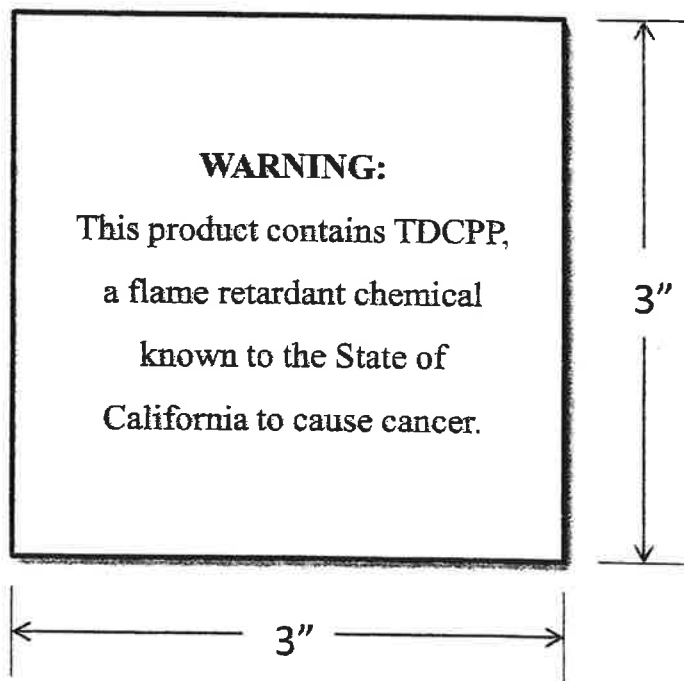 WARNING:
This product contains TDCPP,
a flame retardant chemical
known to the State of
California to cause cancer.
3"
3"